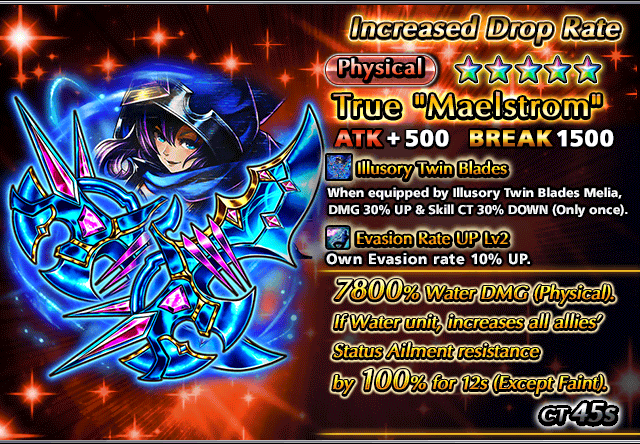 Increased Drop Rate
Physical
True "Maelstrom"
ATK+500 BREAK 1500
Illusory Twin Blades
When equipped by Illusory Twin Blades Melia,
DMG 30% UP & Skill CT 30% DOWN (Only once).
Evasion Rate UP Lv2
Own Evasion rate 10% UP.
7800% Water DMG (Physical).
If Water unit, increases all allies'
Status Ailment resistance
by 100% for 12s (Except Faint).
CT 45s